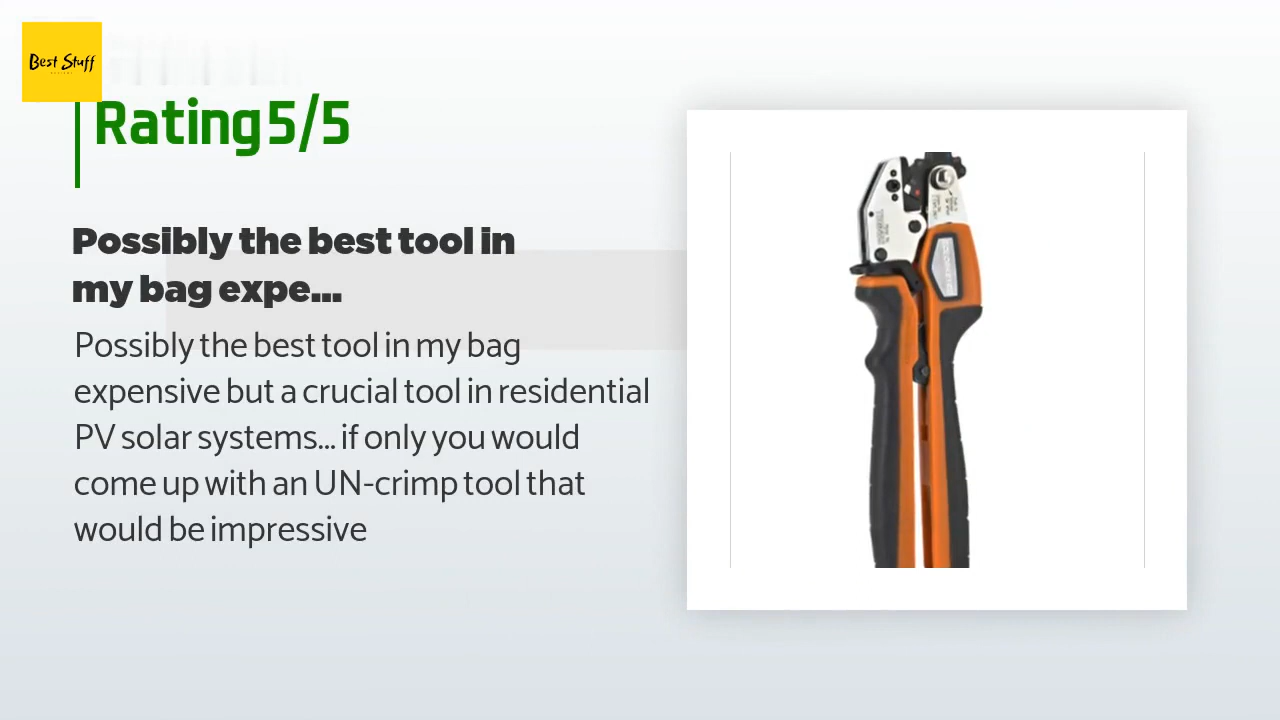 Best Stuff
Rating 5/5
Possibly the best tool in
my bag expe...
Possibly the best tool in my bag
expensive but a crucial tool in residential
PV solar systems... if only you would
come up with an UN-crimp tool that
would be impressive